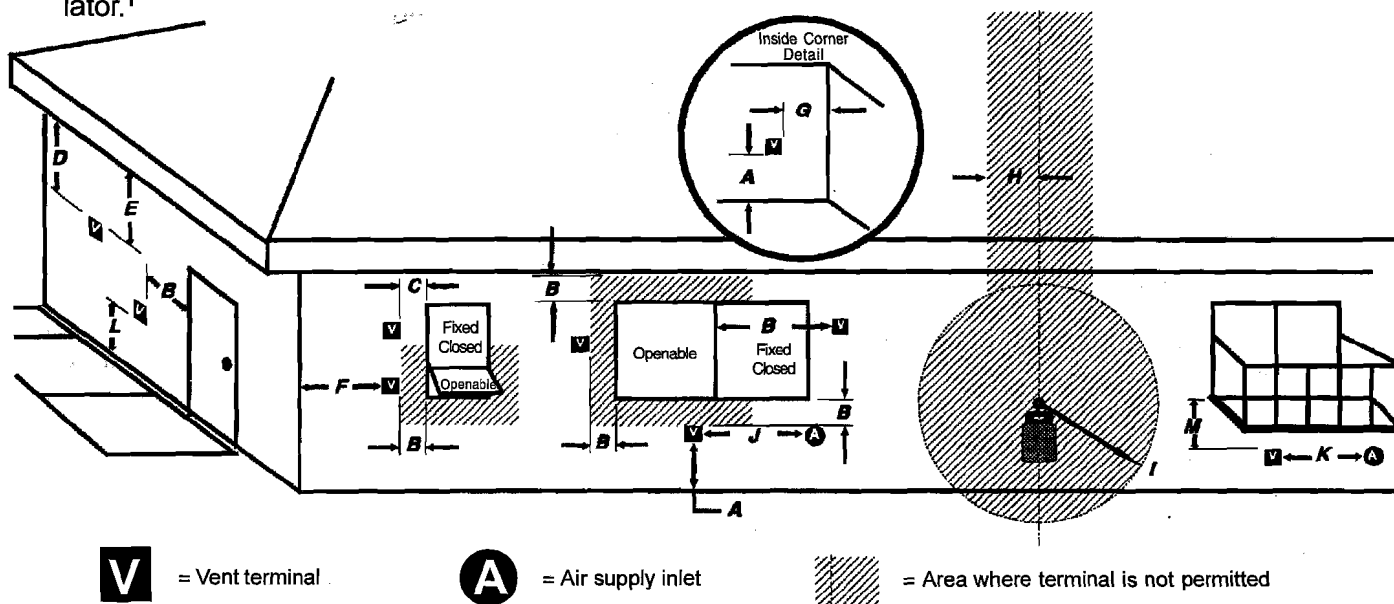 lator.¹
Inside Corner
Detail
G
A
V
D
E
V
B
V
L
H
C
B
V
Fixed
Closed
Openable
F
V
B
V
Openable
B
V
Fixed
Closed
B
B
V
J
A
A
I
M
V
K
A
V = Vent terminal
A = Air supply inlet
= Area where terminal is not permitted